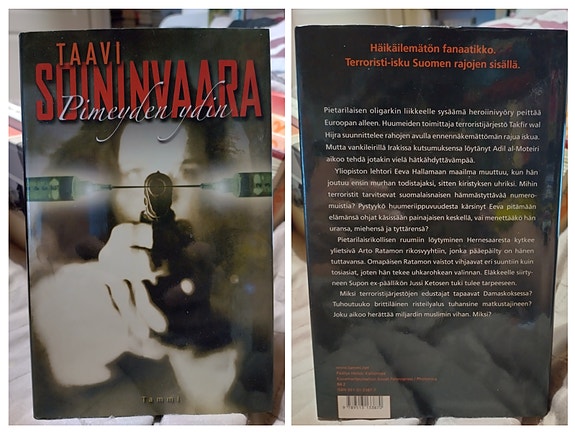 TAAVI
SOININVAARA
Pimeyden ydin
Tammi
Häikäilemätön fanaatikko.
Terroristi-isku Suomen rajojen sisällä.
Pietarilaisen oligarkin liikkeelle sysäämä heroiinivyöry peittää
Euroopan alleen. Huumeiden toimittaja terroristijärjestö Takfir wal
Hijra suunnittelee rahojen avulla ennennäkemättömän rajua iskua.
Mutta vankileirillä Irakissa kutsumuksensa löytänyt Adil al-Moteiri
aikoo tehdä jotakin vielä hätkähdyttävämpää.
Yliopiston lehtori Eeva Hallamaan maailma muuttuu, kun hän
joutuu ensin murhan todistajaksi, sitten kiristyksen uhriksi. Mihin
terroristit tarvitsevat suomalaisnaisen hämmästyttävää numero-
muistia? Pystyykö huumeriippuvuudesta kärsinyt Eeva pitämään
elämänsä ohjat käsissään painajaisen keskellä, vai menettääkö hän
uransa, miehensä ja tyttärensä?
Pietarilaisrikollisen ruumiin löytyminen Hernesaaresta kytkee
ylietsivä Arto Ratamon rikosvyyhtiin, jonka pääepäilty on hänen
tuttavansa. Omapäisen Ratamon vaistot vihjaavat eri suuntiin kuin
tosiasiat, joten hän tekee uhkarohkean valinnan. Eläkkeelle siirty-
neen Supon ex-päällikön Jussi Ketosen tuki tulee tarpeeseen.
Miksi terroristijärjestöjen edustajat tapaavat Damaskoksessa?
Tuhoutuuko brittiläinen risteilyalus tuhansine matkustajineen?
Joku aikoo herättää miljardin muslimin vihan. Miksi?
www.tammi.net